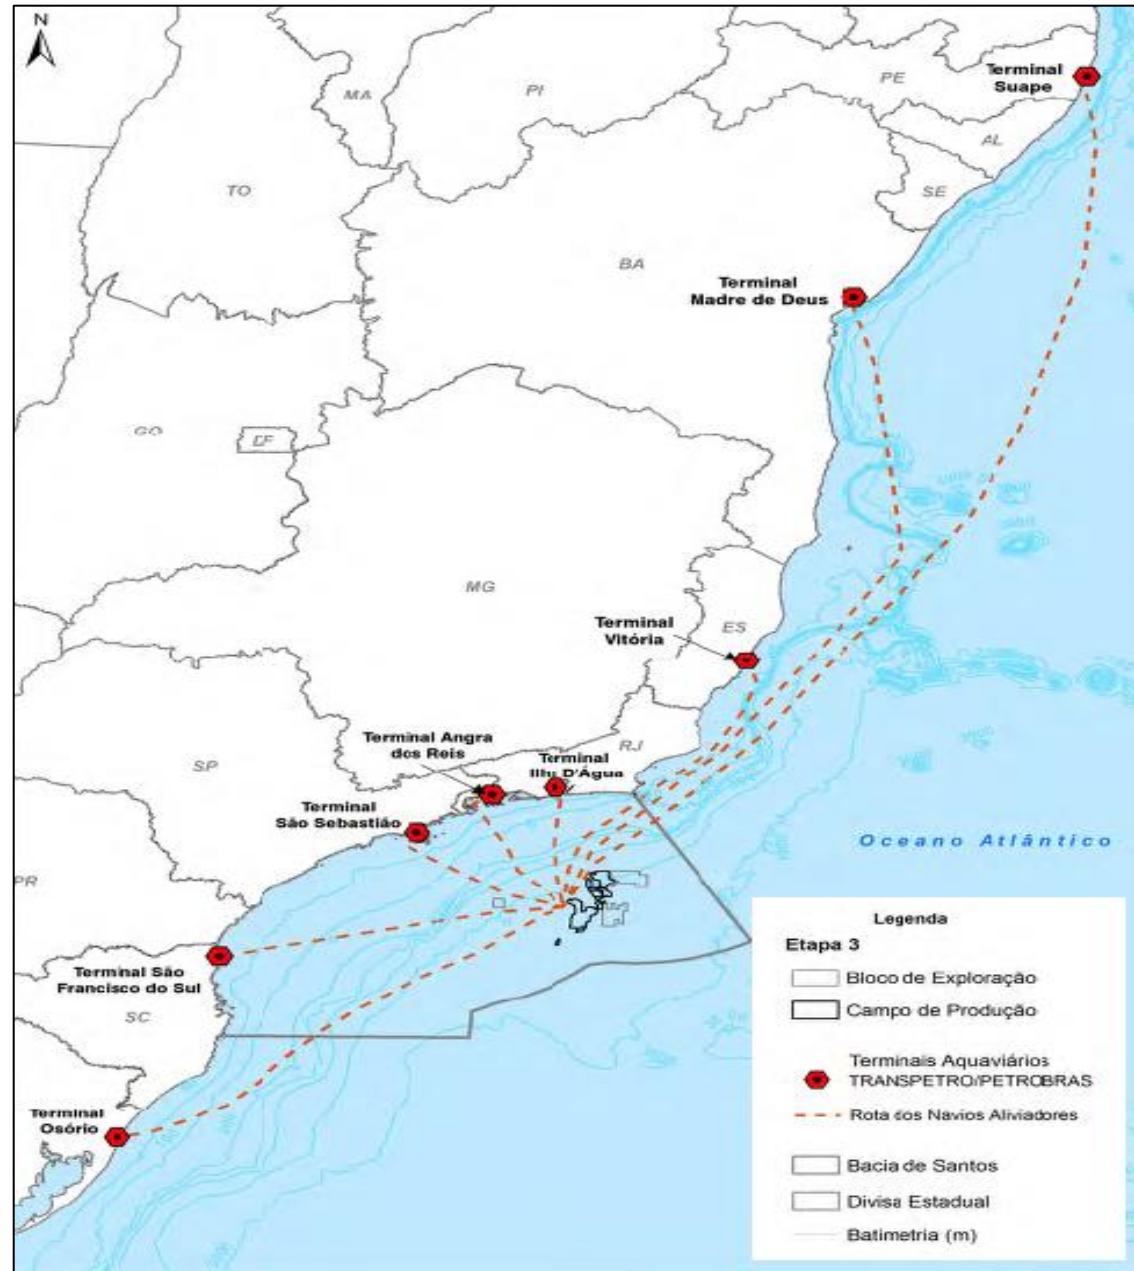 N
Terminal
Suape
PE
MA
PI
AL
TO
SE
BA
Terminal
Madre de Deus
GO
DF
MG
Terminal
Vitória
ES
Terminal Angra
dos Reis
RJ
Terminal
Ilha D'Água
SP
Terminal
São Sebastião
Oceano Atlântico
PR
Legenda
Etapa 3
Bloco de Exploração
Campo de Produção
Terminais Aquaviários
TRANSPETRO/PETROBRAS
Rota dos Navios Aliviadores
Bacia de Santos
Divisa Estadual
Batimetria (m)
Terminal São
Francisco do Sul
SC
Terminal
Osório